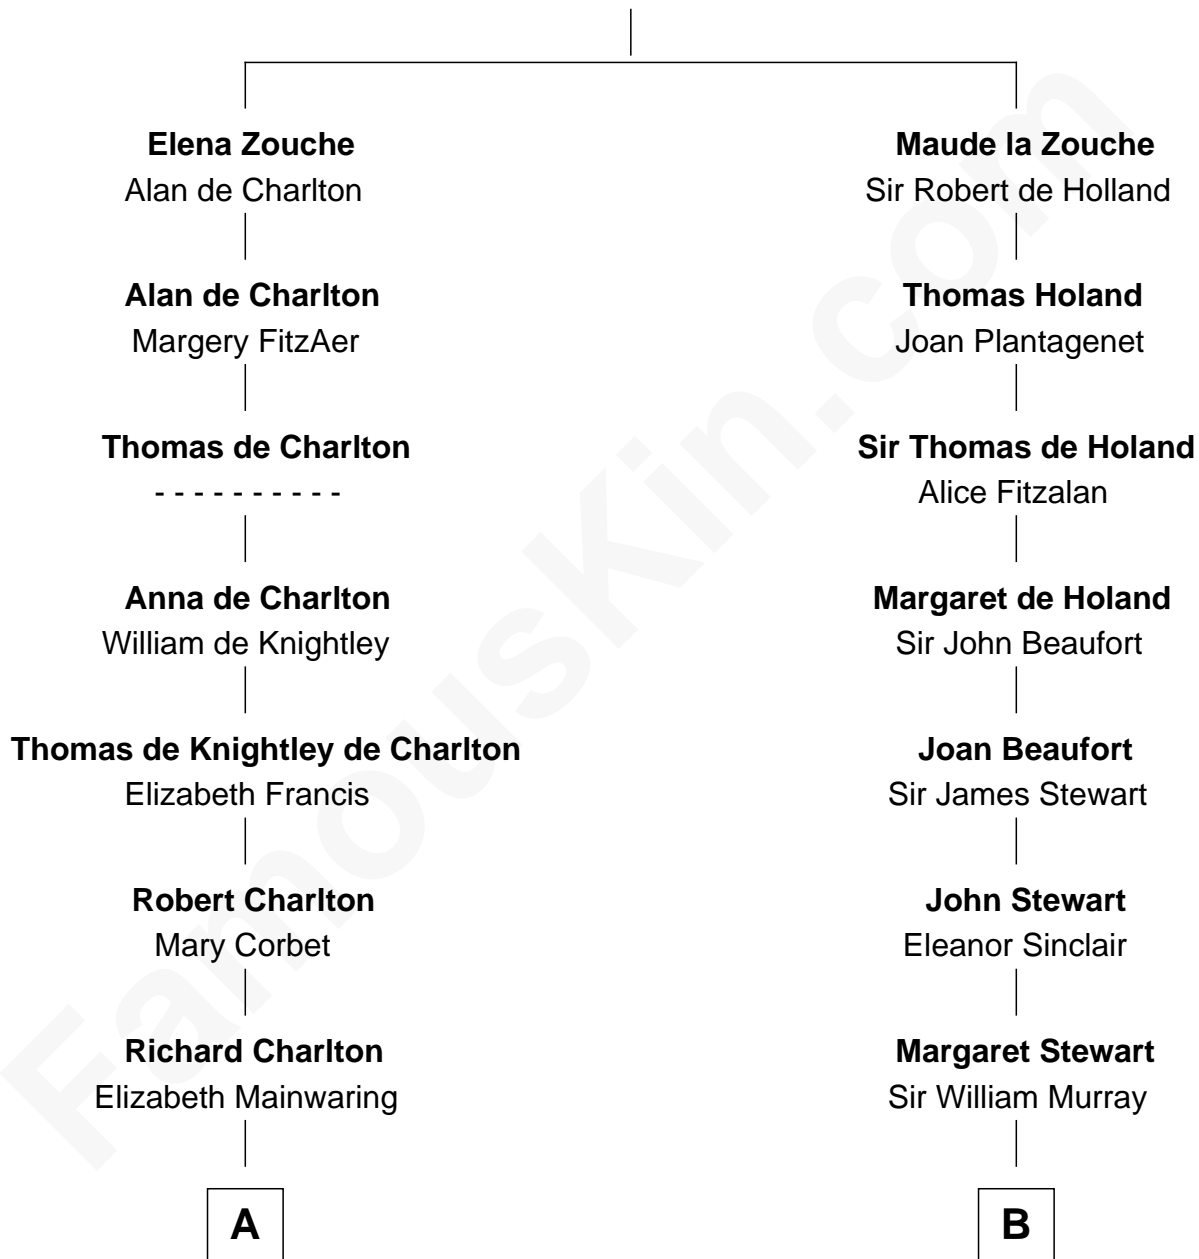 Elena Zouche
Alan de Charlton
Alan de Charlton
Margery FitzAer
Thomas de Charlton
- - - - - - - - - -
Anna de Charlton
William de Knightley
Thomas de Knightley de Charlton
Elizabeth Francis
Robert Charlton
Mary Corbet
Richard Charlton
Elizabeth Mainwaring
A
Maude la Zouche
Sir Robert de Holland
Thomas Holand
Joan Plantagenet
Sir Thomas de Holand
Alice Fitzalan
Margaret de Holand
Sir John Beaufort
Joan Beaufort
Sir James Stewart
John Stewart
Eleanor Sinclair
Margaret Stewart
Sir William Murray
B
FamousKin.com